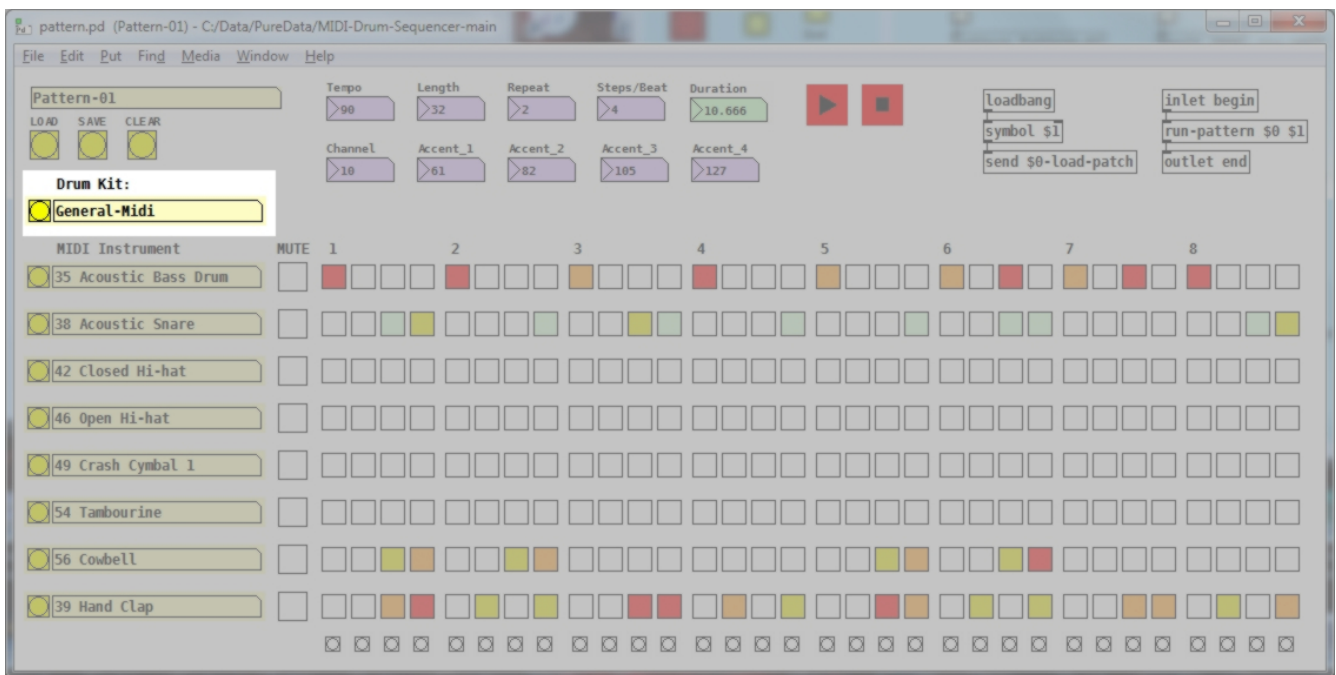 pattern.pd (Pattern-01) - C:/Data/PureData/MIDI-Drum-Sequencer-main
File Edit Put Find Media Window Help
Pattern-01
LOAD SAVE CLEAR
Tempo Length Repeat Steps/Beat Duration
90 32 2 4 10.666
Channel Accent_1 Accent_2 Accent_3 Accent_4
10 61 82 105 127
loadbang
symbol $1
send $0-load-patch
inlet begin
run-pattern $0 $1
outlet end
Drum Kit:
General-Midi
MIDI Instrument MUTE 1 2 3 4 5 6 7 8
35 Acoustic Bass Drum
38 Acoustic Snare
42 Closed Hi-hat
46 Open Hi-hat
49 Crash Cymbal 1
54 Tambourine
56 Cowbell
39 Hand Clap